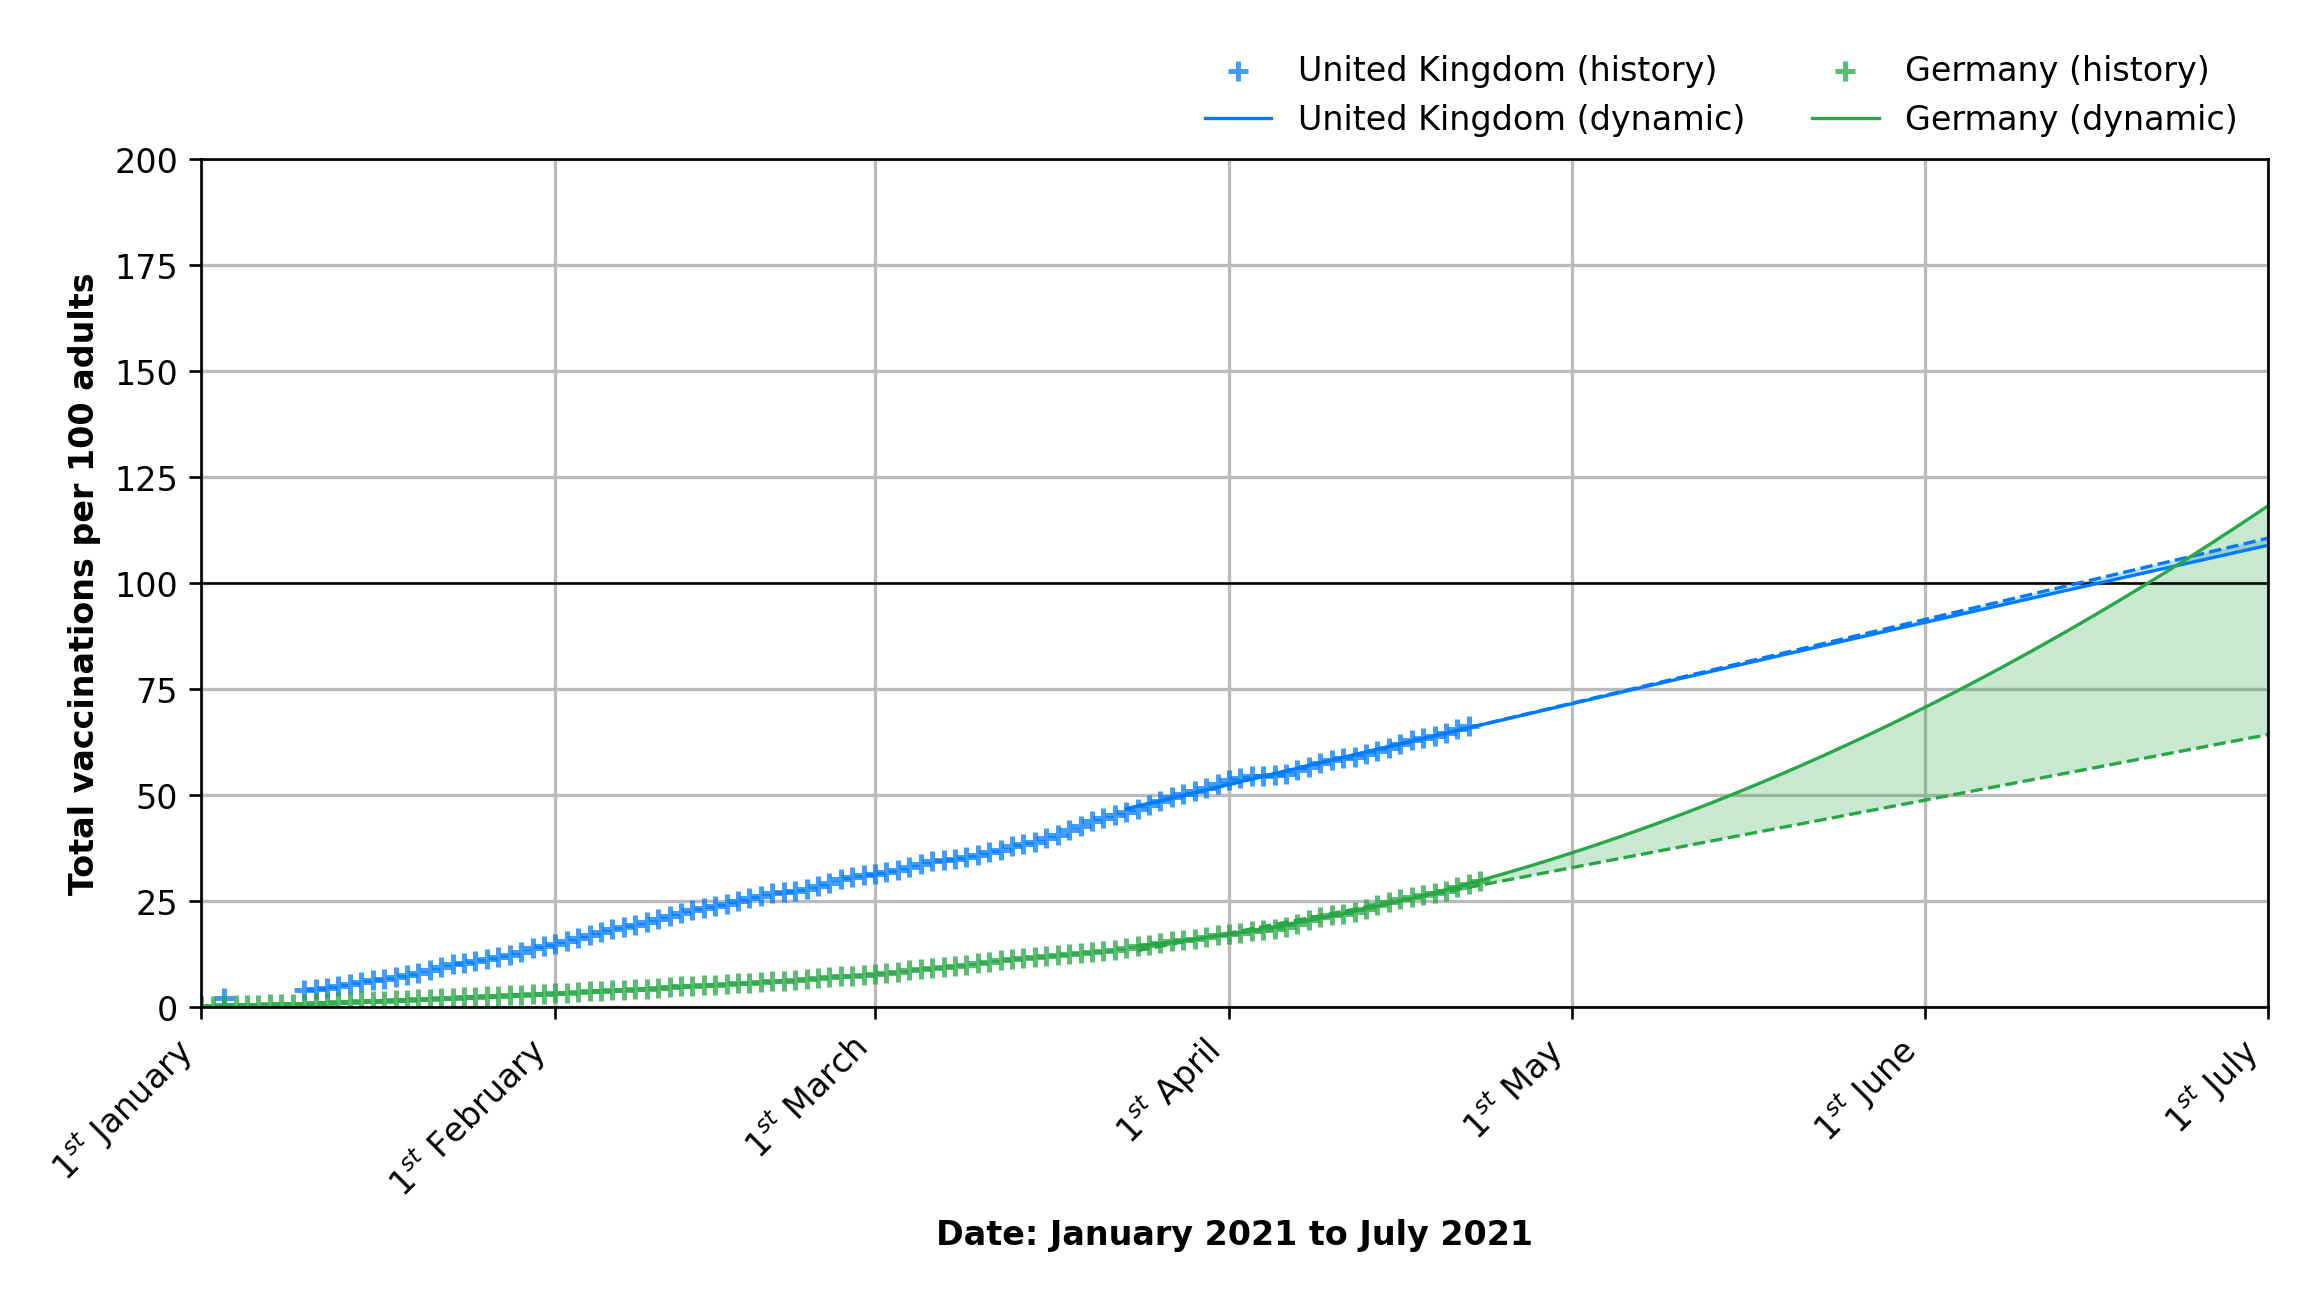 United Kingdom (history)
United Kingdom (dynamic)
Germany (history)
Germany (dynamic)
Total vaccinations per 100 adults
200
175
150
125
100
75
50
25
0
1st January
1st February
1st March
1st April
1st May
1st June
1st July
Date: January 2021 to July 2021